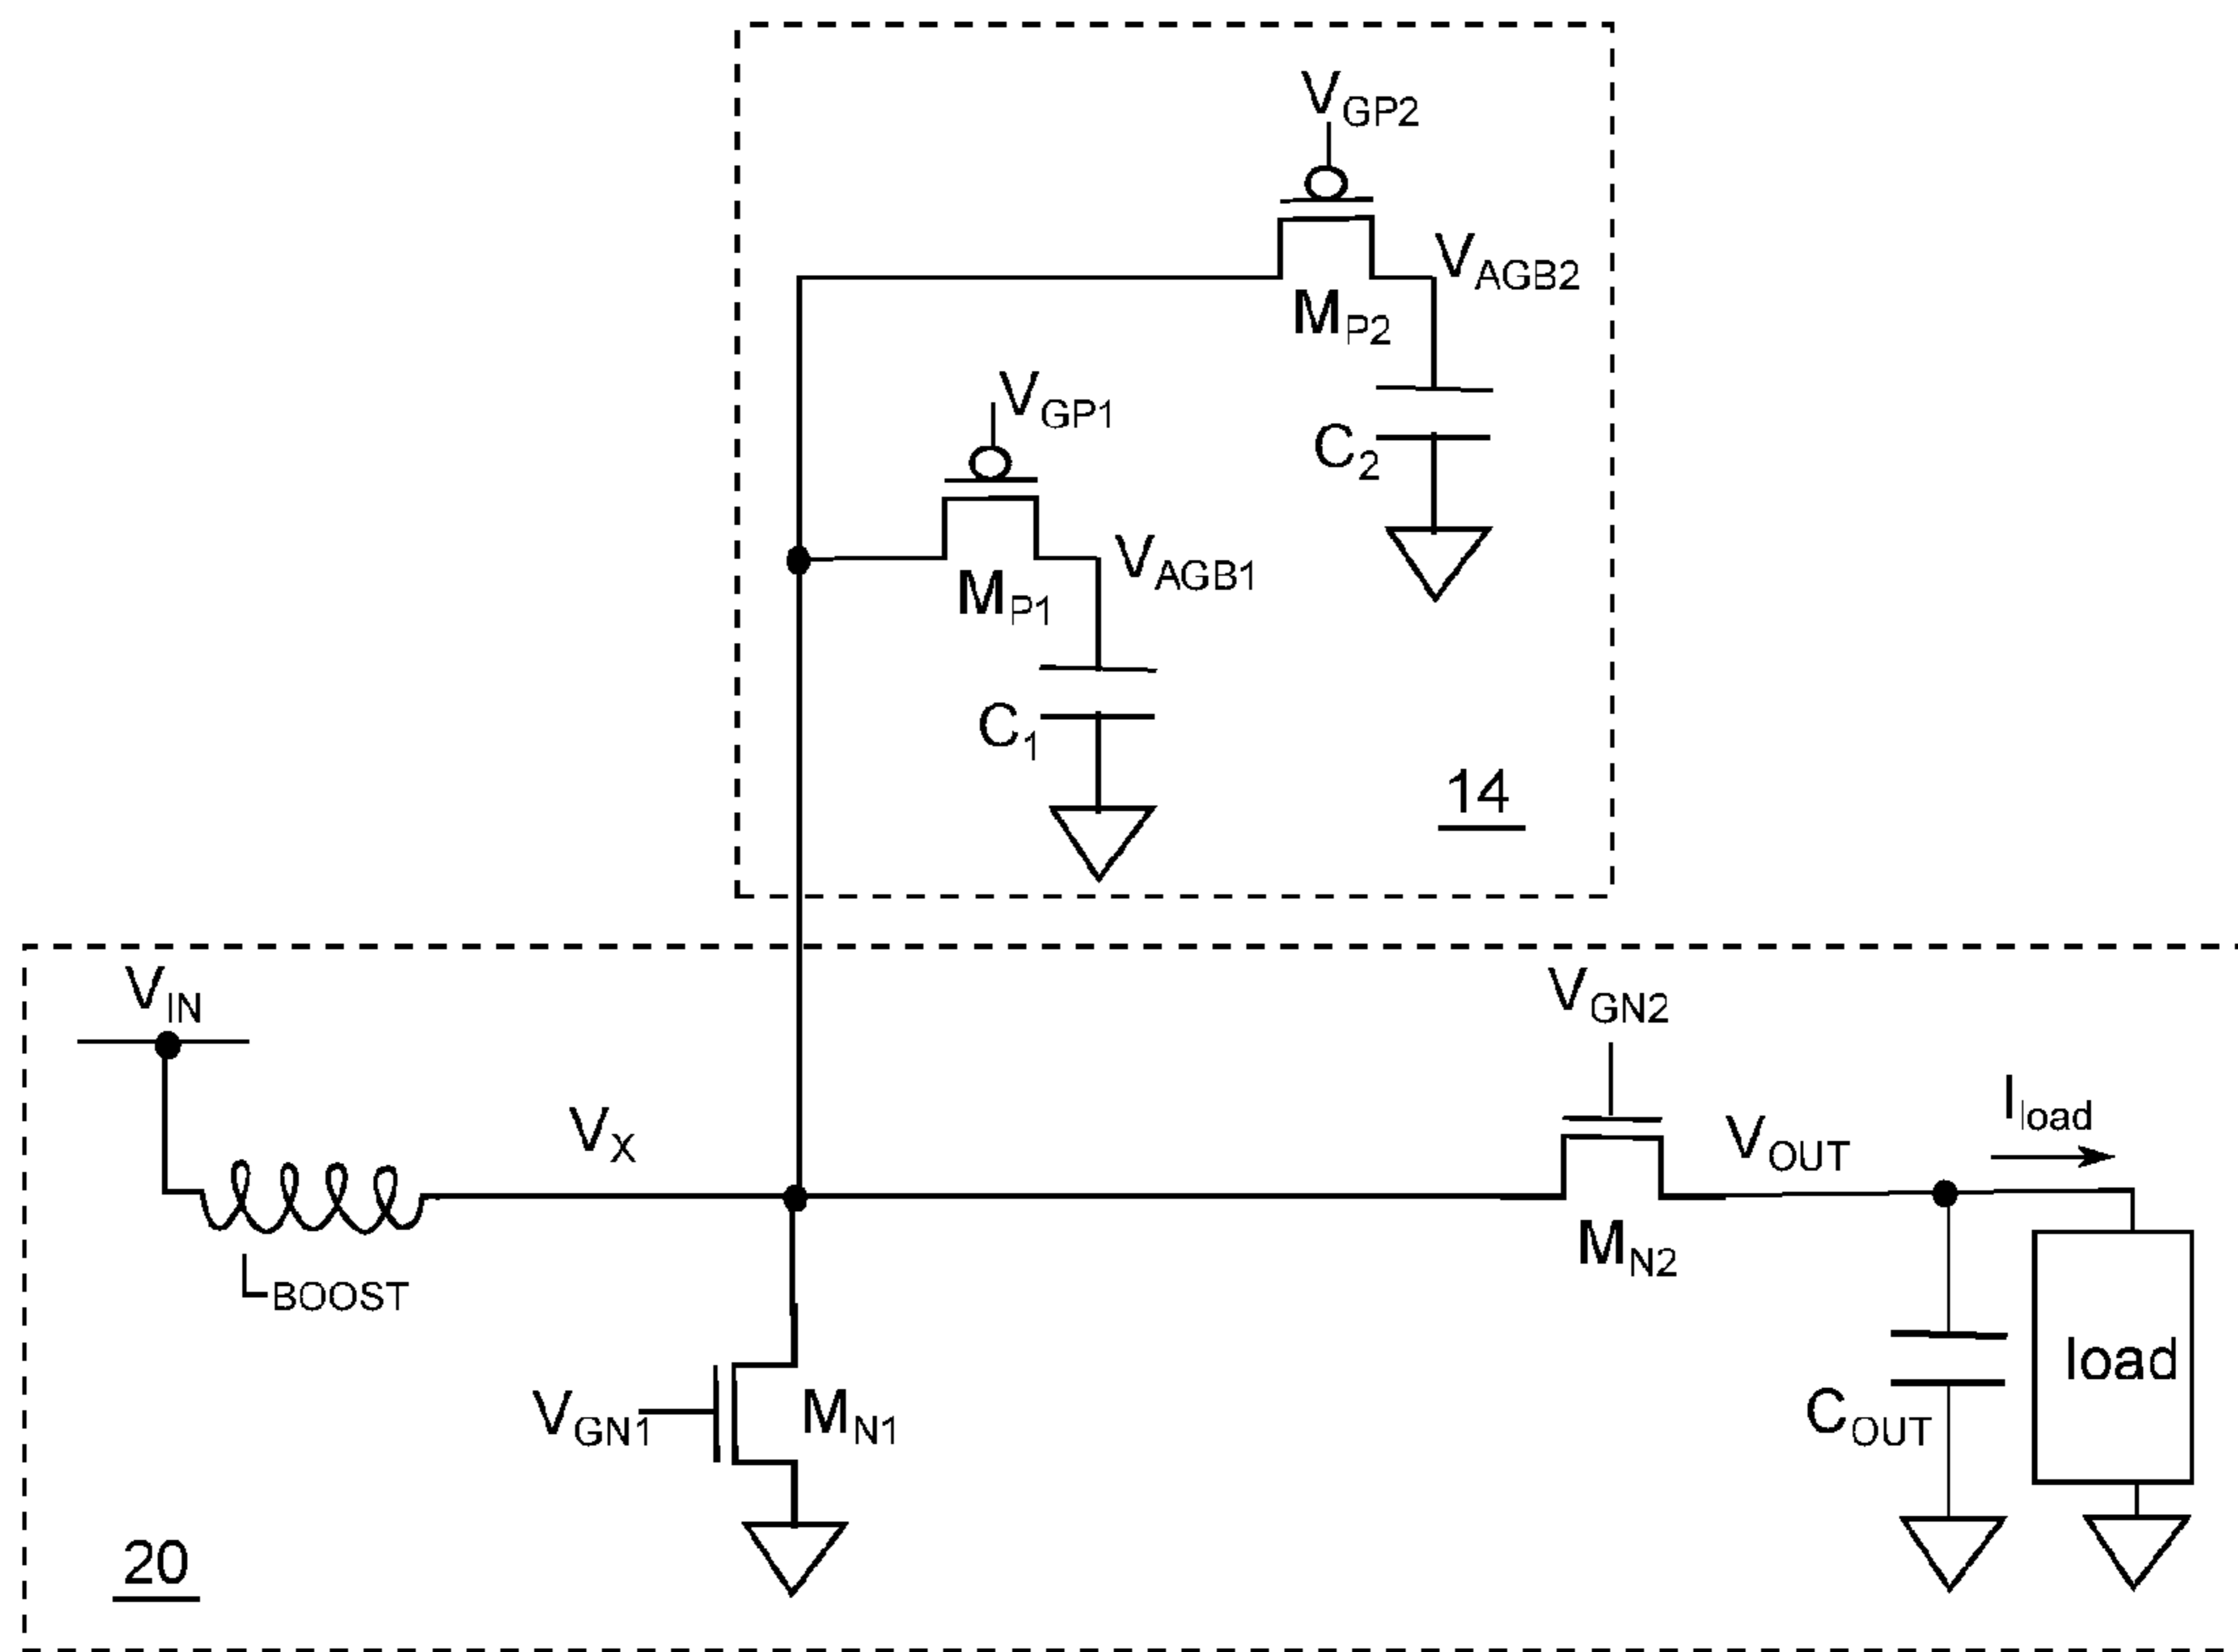 VGP2
VAGB2
MP2
VGP1
C2
VAGB1
MP1
C1
14
VIN
VGN2
VX
Iload
VOUT
MN2
LBOOST
load
VGN1
MN1
COUT
20